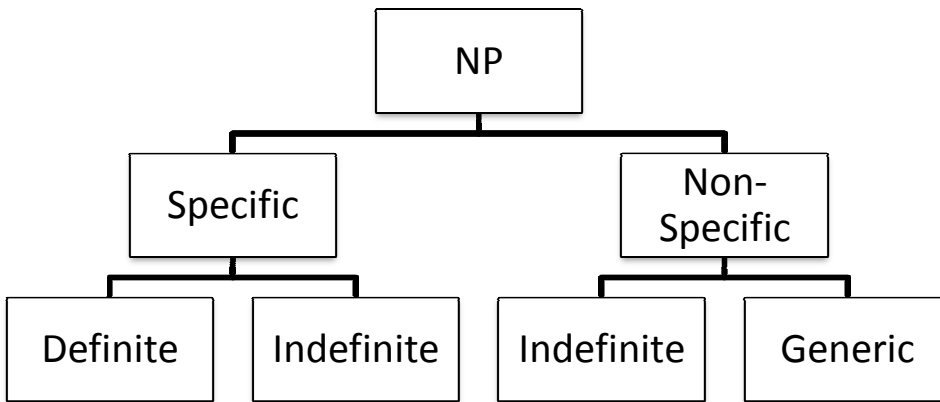 NP
Specific
Non-
Specific
Definite
Indefinite
Indefinite
Generic